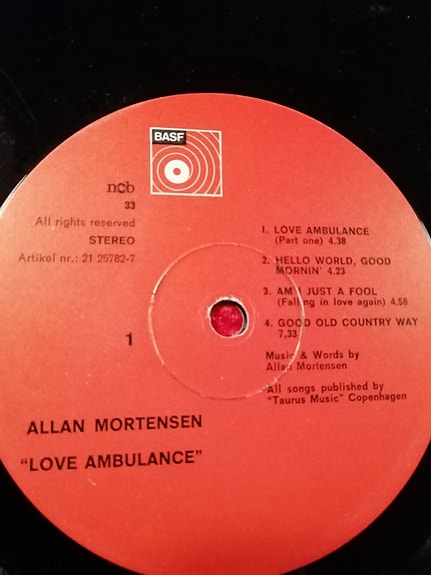 BASF
ncb
33
All rights reserved
STEREO
Artikel nr.: 21 25782-7
1
1. LOVE AMBULANCE
(Part one) 4,38
2. HELLO WORLD, GOOD
MORNIN' 4.23
3. AM I JUST A FOOL
(Falling in love again) 4.56
4. GOOD OLD COUNTRY WAY
7,33
Music & Words by
Allan Mortensen
All songs published by
"Taurus Music" Copenhagen
ALLAN MORTENSEN
"LOVE AMBULANCE"